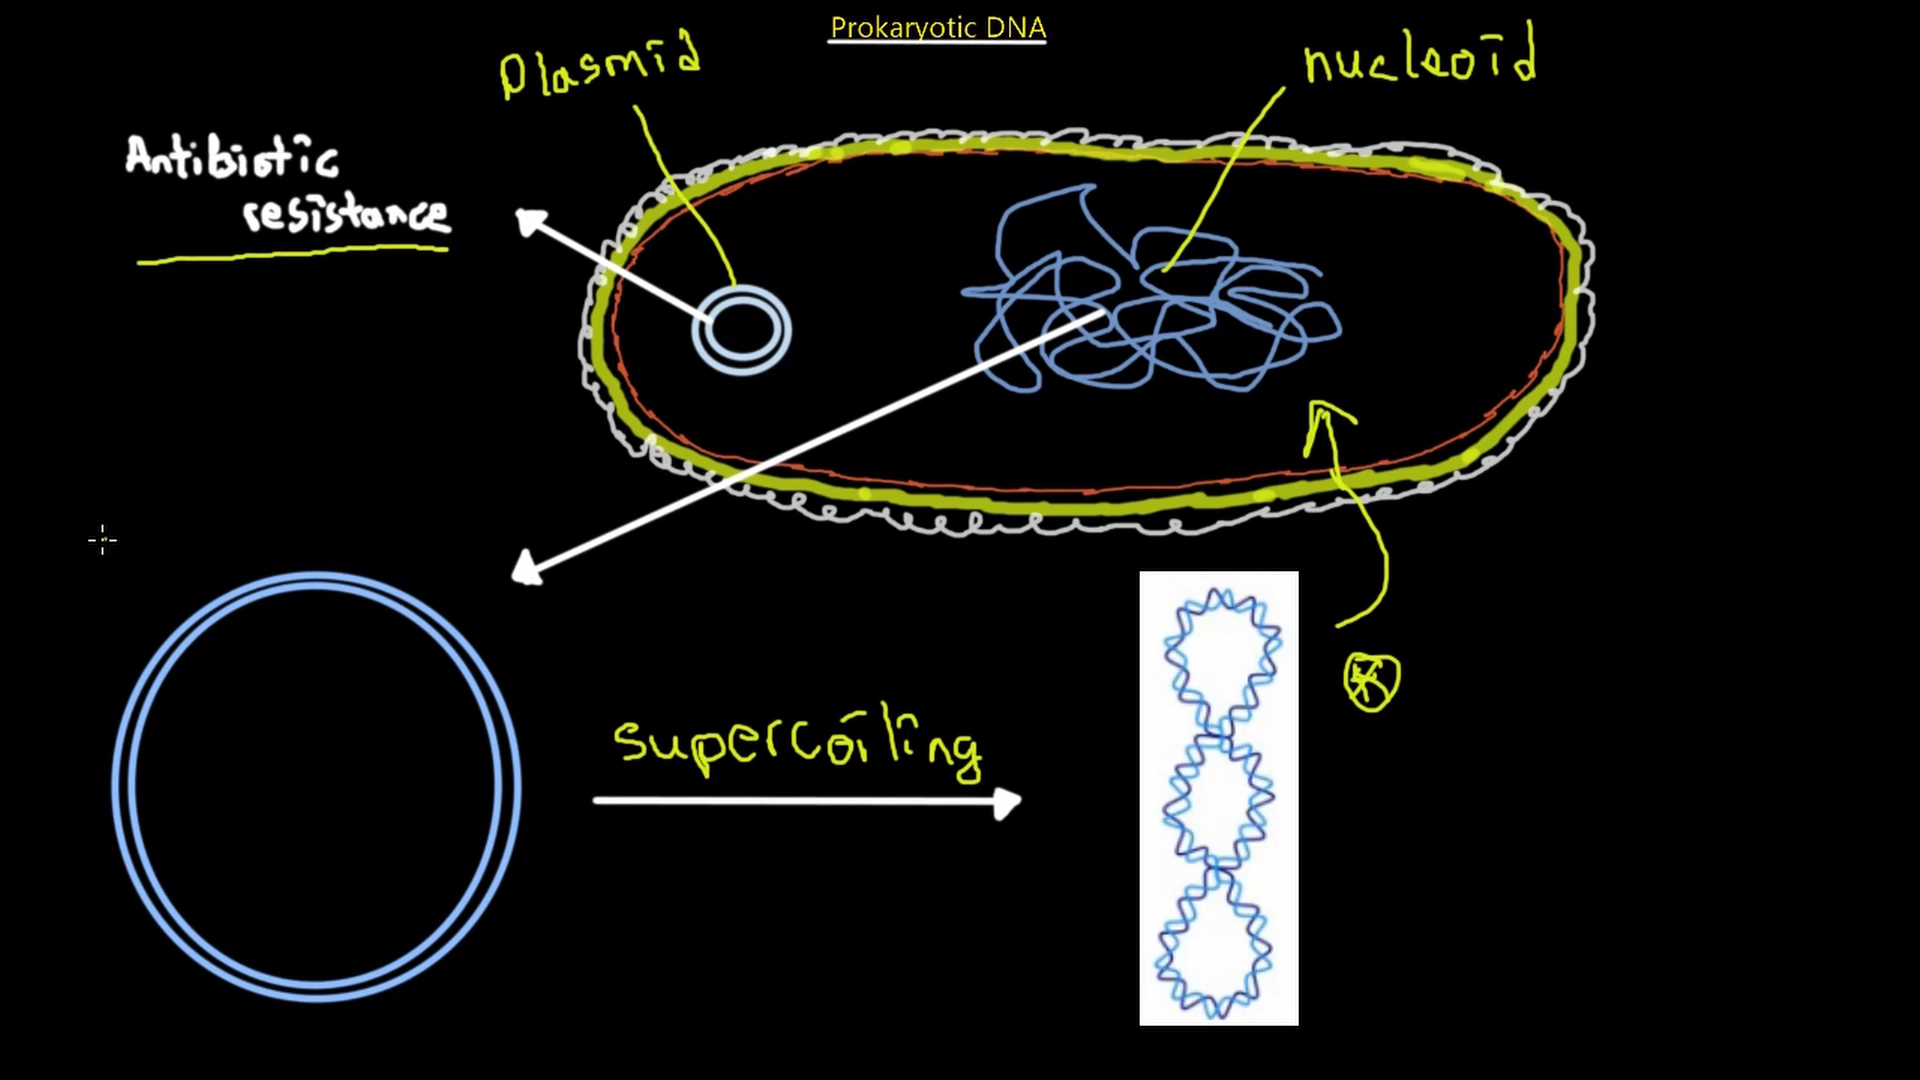 Prokaryotic DNA
Plasmid
nucleoid
Antibiotic
resistance
supercoiling